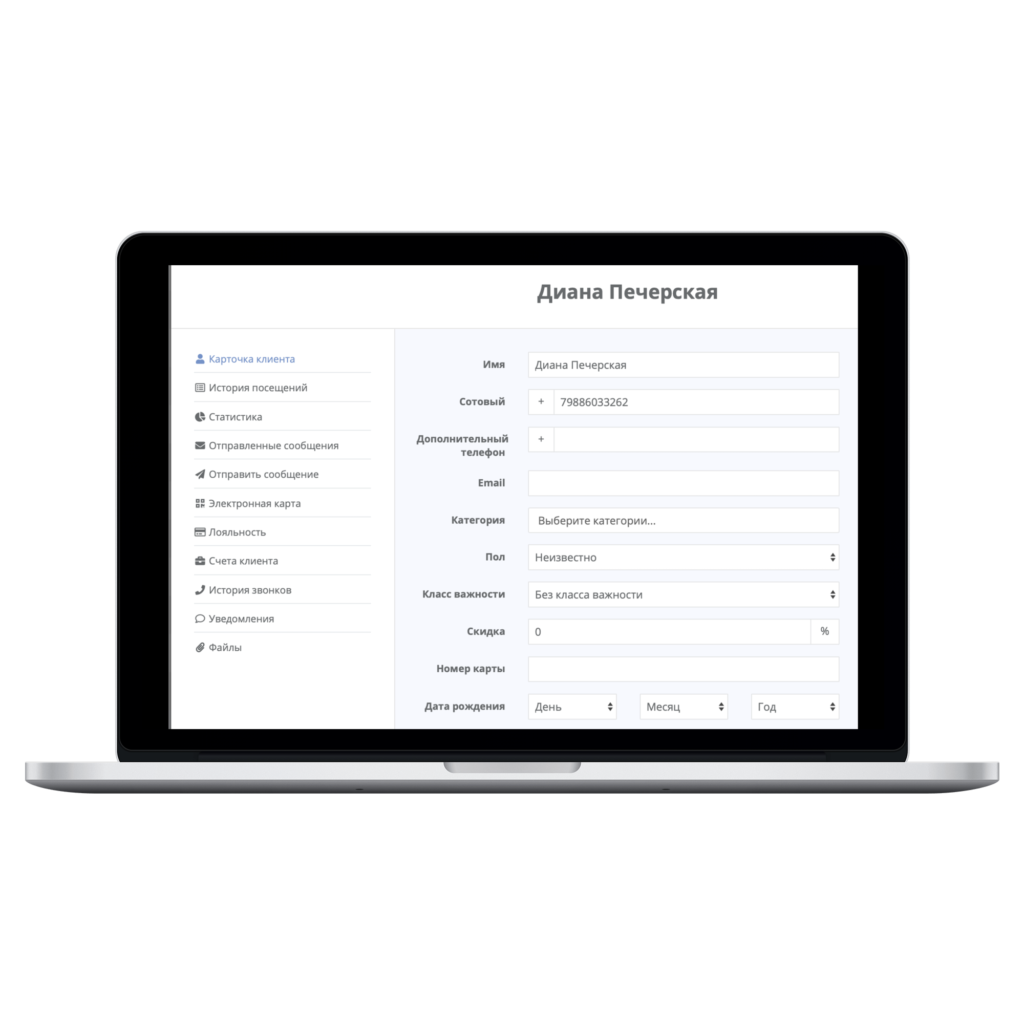 Диана Печерская
Карточка клиента
История посещений
Статистика
Отправленные сообщения
Отправить сообщение
Электронная карта
Лояльность
Счета клиента
История звонков
Уведомления
Файлы
Имя Диана Печерская
Сотовый + 79886033262
Дополнительный
телефон +
Email
Категория Выберите категории...
Пол Неизвестно
Класс важности Без класса важности
Скидка 0 %
Номер карты
Дата рождения День Месяц Год